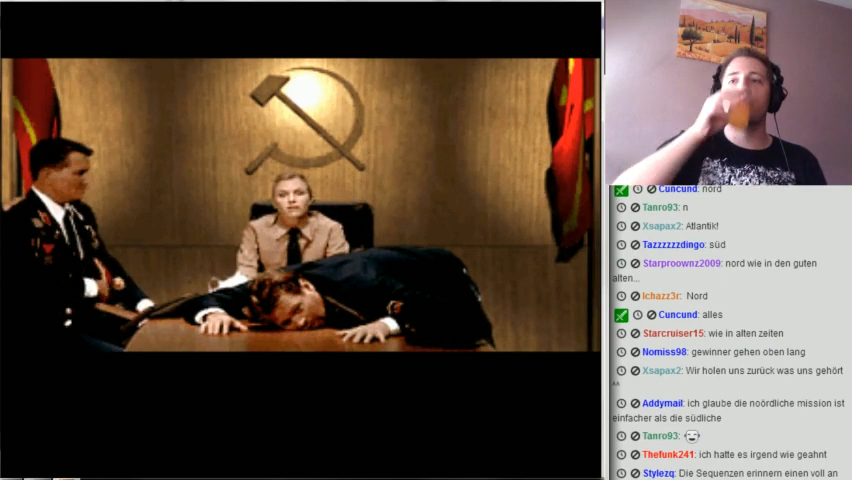 Cuncund: nord
Tanro93: n
Xsapax2: Atlantik!
Tazzzzzzdingo: süd
Starproownz2009: nord wie in den guten
alten...
Ichazz3r: Nord
Cuncund: alles
Starcruiser15: wie in alten zeiten
Nomiss98: gewinner gehen oben lang
Xsapax2: Wir holen uns zurück was uns gehört
^^
Addymail: ich glaube die noördliche mission ist
einfacher als die südliche
Tanro93:
Thefunk241: ich hatte es irgend wie geahnt
Stylezq: Die Sequenzen erinnern einen voll an